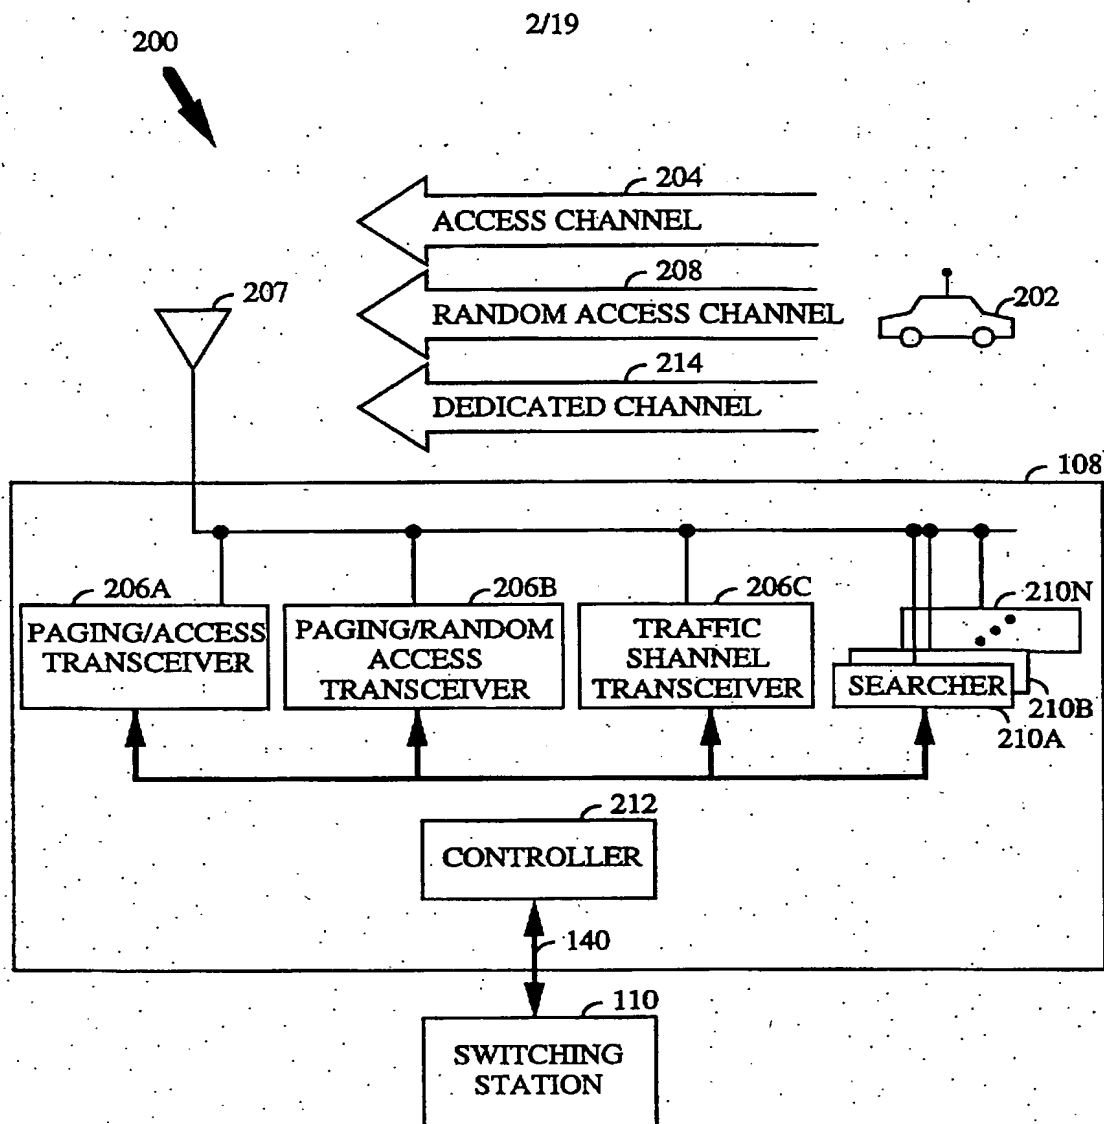 2/19
200
204
ACCESS CHANNEL
208
RANDOM ACCESS CHANNEL
207
202
214
DEDICATED CHANNEL
108
206A
206B
206C
210N
PAGING/ACCESS
TRANSCEIVER
PAGING/RANDOM
ACCESS
TRANSCEIVER
TRAFFIC
SHANNEL
TRANSCEIVER
SEARCHER
210B
210A
212
CONTROLLER
140
110
SWITCHING
STATION